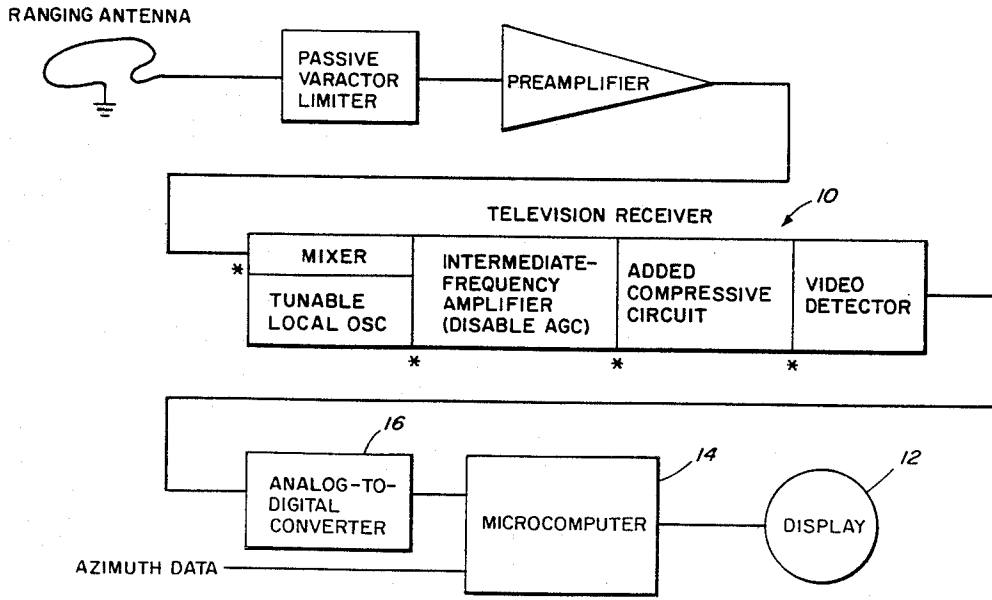 RANGING ANTENNA
PASSIVE
VARACTOR
LIMITER
PREAMPLIFIER
TELEVISION RECEIVER
10
MIXER
TUNABLE
LOCAL OSC
INTERMEDIATE-
FREQUENCY
AMPLIFIER
(DISABLE AGC)
ADDED
COMPRESSIVE
CIRCUIT
VIDEO
DETECTOR
*
*
*
*
16
ANALOG-TO-
DIGITAL
CONVERTER
14
MICROCOMPUTER
12
DISPLAY
AZIMUTH DATA